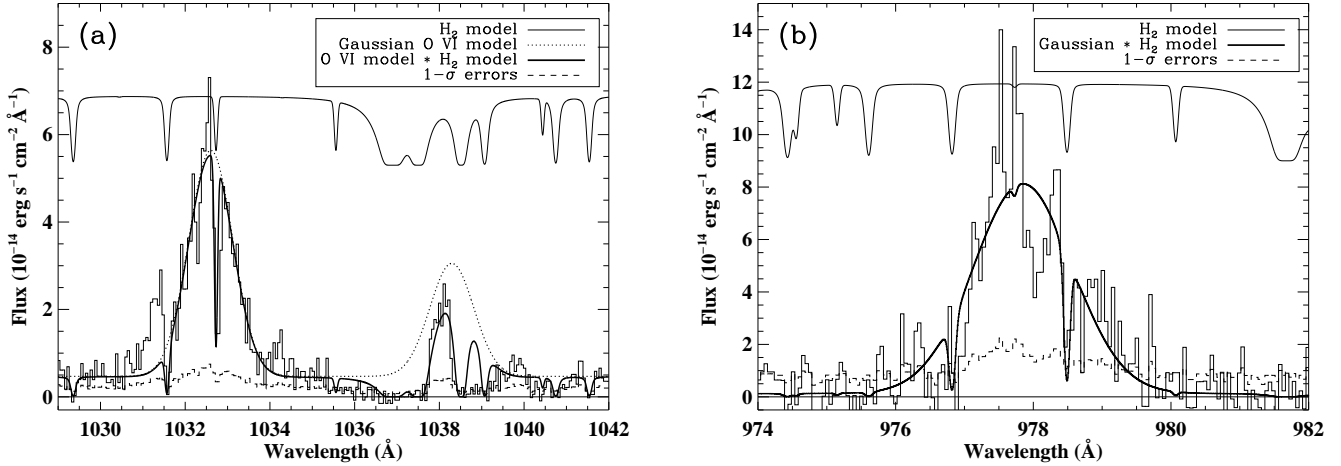 (a)
H₂ model
Gaussian O VI model
O VI model * H₂ model
1-σ errors
8
6
4
2
0
Flux (10⁻¹⁴ erg s⁻¹ cm⁻² Å⁻¹)
1030 1032 1034 1036 1038 1040 1042
Wavelength (Å)
(b)
H₂ model
Gaussian * H₂ model
1-σ errors
14
12
10
8
6
4
2
0
Flux (10⁻¹⁴ erg s⁻¹ cm⁻² Å⁻¹)
974 976 978 980 982
Wavelength (Å)